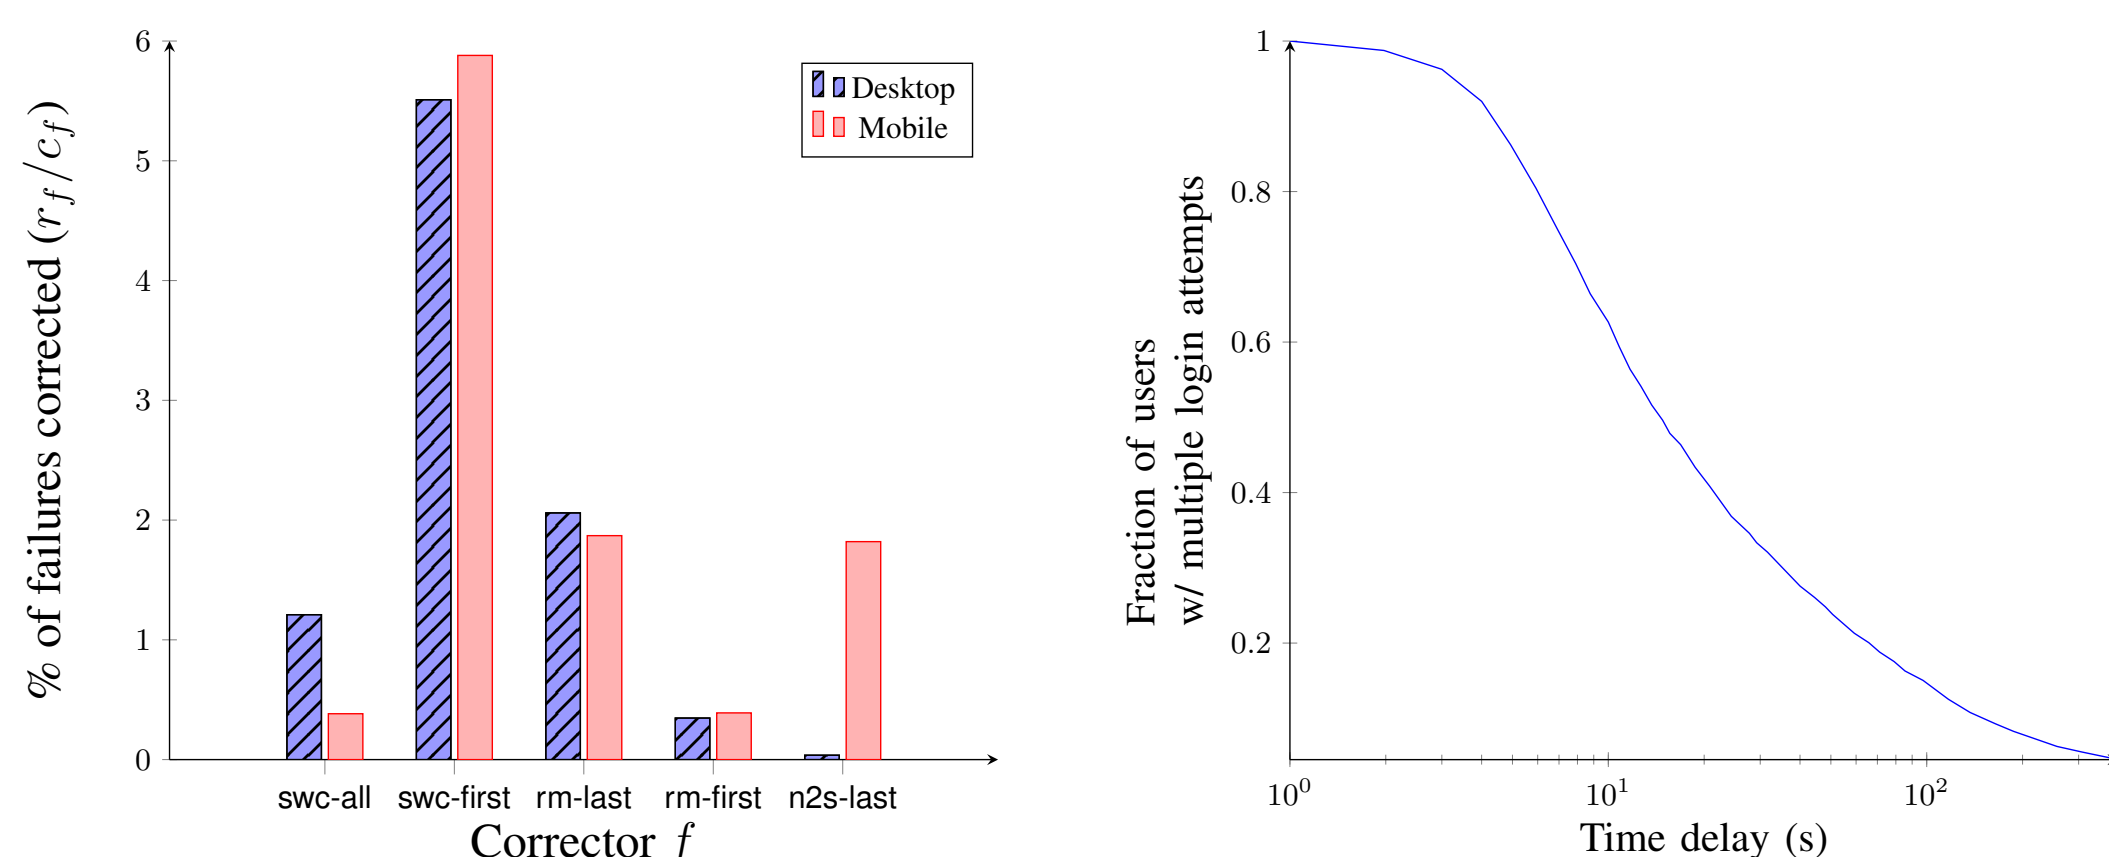 % of failures corrected (r_f/c_f)
6
5
4
3
2
1
0
Desktop
Mobile
swc-all swc-first rm-last rm-first n2s-last
Corrector f
Fraction of users
w/ multiple login attempts
1
0.8
0.6
0.4
0.2
10^0 10^1 10^2
Time delay (s)